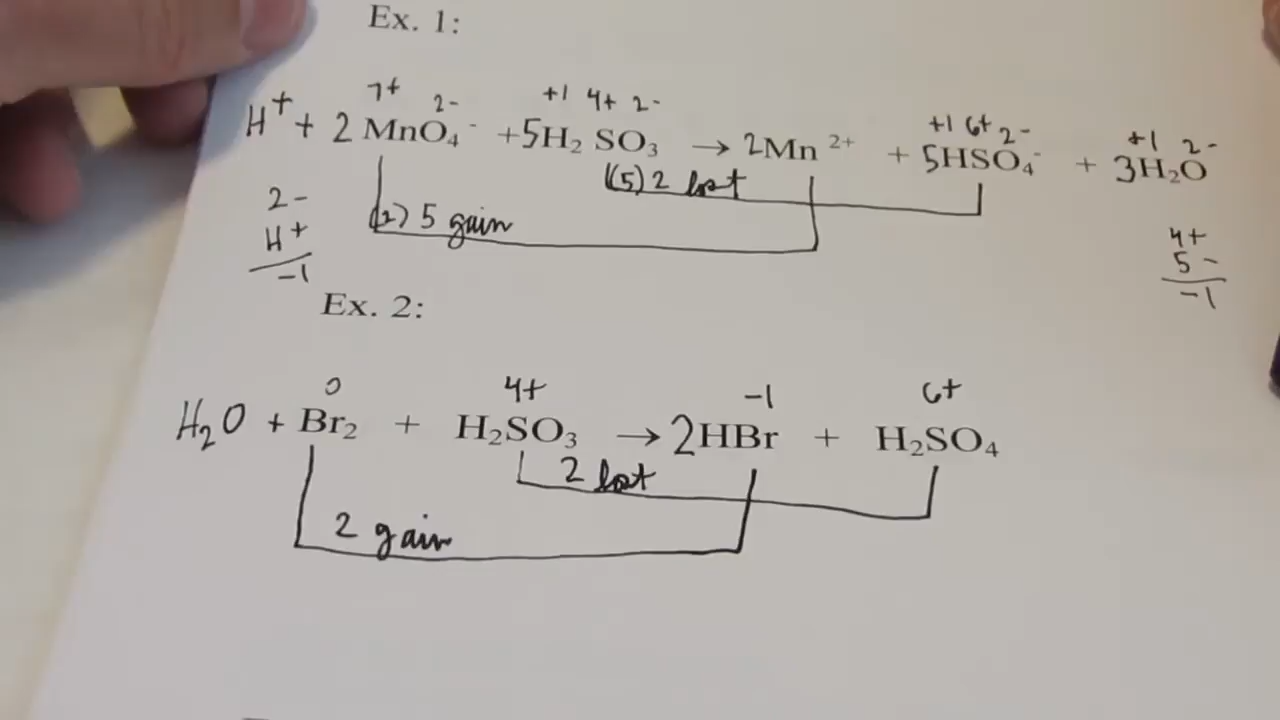 Ex. 1:
7+ 2- +1 4+ 2- +1 6+ 2- +1 2-
H⁺ + 2 MnO₄⁻ + 5H₂SO₃ → 2Mn²⁺ + 5HSO₄⁻ + 3H₂O
(5) 2 lost
(2) 5 gain
2-
H+
-1
4+
5-
-1
Ex. 2:
0 4+ -1 6+
H₂O + Br₂ + H₂SO₃ → 2HBr + H₂SO₄
2 lost
2 gain